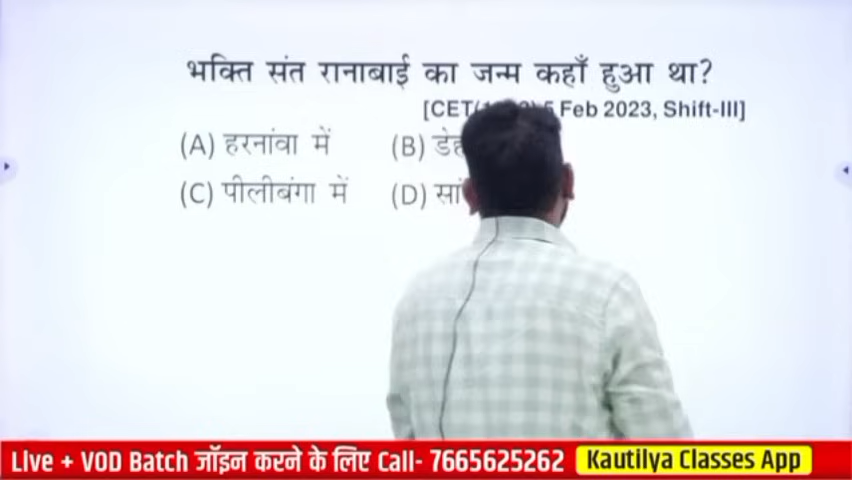 भक्ति संत रानाबाई का जन्म कहाँ हुआ था?
Feb 2023, Shift-III]
(A) हरनांवा में (B)
(C) पीलीबंगा में (D)
LIve + VOD Batch जॉइन करने के लिए Call- 7665625262 Kautilya Classes App